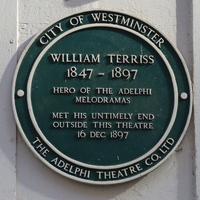 CITY OF WESTMINSTER
WILLIAM TERRISS
1847 - 1897
HERO OF THE ADELPHI
MELODRAMAS
MET HIS UNTIMELY END
OUTSIDE THIS THEATRE
16 DEC 1897
THE ADELPHI THEATRE CO. LTD